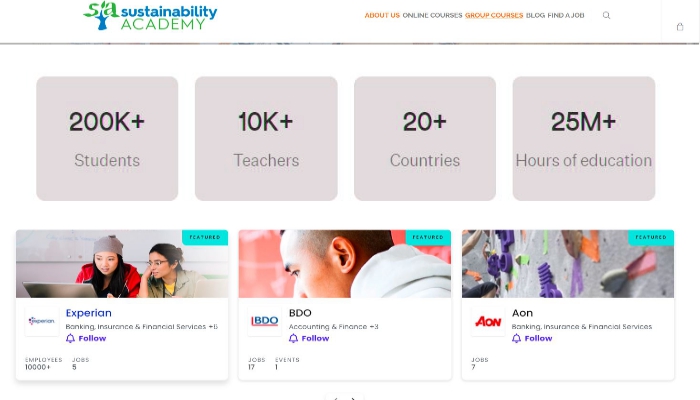 sustainability
ACADEMY
ABOUT US ONLINE COURSES GROUP COURSES BLOG FIND A JOB
200K+ 10K+ 20+ 25M+
Students Teachers Countries Hours of education
FEATURED FEATURED FEATURED
Experian BDO Aon
Banking, Insurance & Financial Services Accounting & Finance +3 Banking, Insurance & Financial Services
Experian. BDO AON
Follow Follow Follow
EMPLOYEES JOBS JOBS EVENTS JOBS
10000+ 5 17 1 7